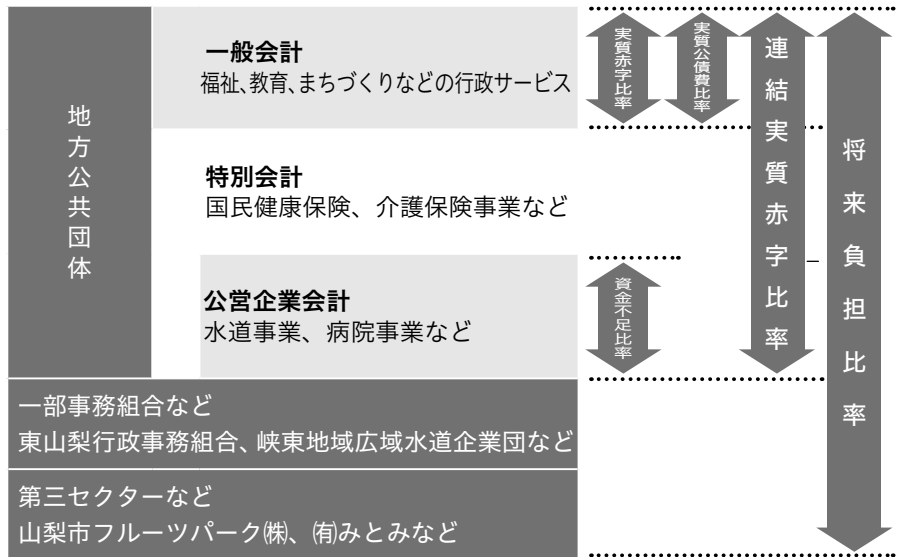 地方公共団体
一般会計
福祉、教育、まちづくりなどの行政サービス
特別会計
国民健康保険、介護保険事業など
公営企業会計
水道事業、病院事業など
一部事務組合など
東山梨行政事務組合、峡東地域広域水道企業団など
第三セクターなど
山梨市フルーツパーク㈱、㈲みとみなど
実質赤字比率
実質公債費比率
連結実質赤字比率
将来負担比率
資金不足比率